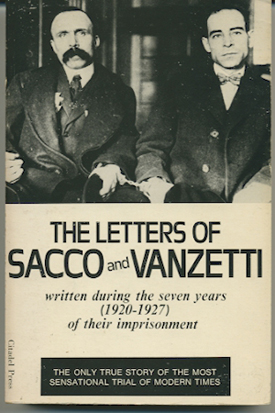 THE LETTERS OF
SACCO and VANZETTI
written during the seven years
(1920-1927)
of their imprisonment
Citadel Press
THE ONLY TRUE STORY OF THE MOST
SENSATIONAL TRIAL OF MODERN TIMES